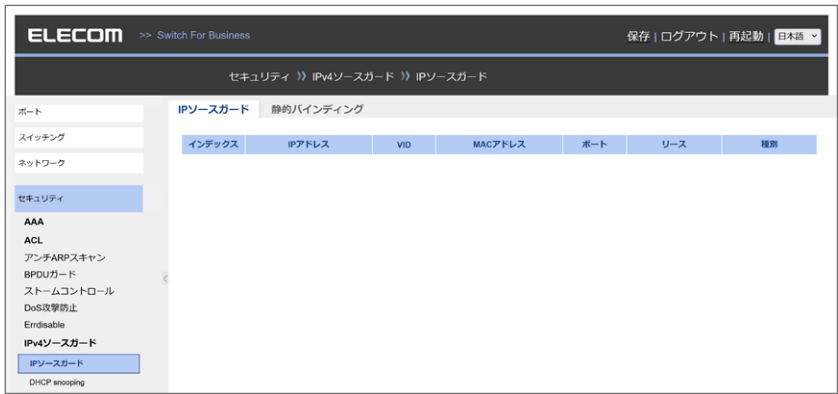 ELECOM >> Switch For Business 保存 | ログアウト | 再起動 | 日本語
セキュリティ 》 IPv4ソースガード 》 IPソースガード
ポート
スイッチング
ネットワーク
セキュリティ
AAA
ACL
アンチARPスキャン
BPDUガード
ストームコントロール
DoS攻撃防止
Errdisable
IPv4ソースガード
IPソースガード
DHCP snooping
IPソースガード 静的バインディング
インデックス IPアドレス VID MACアドレス ポート リース 種別